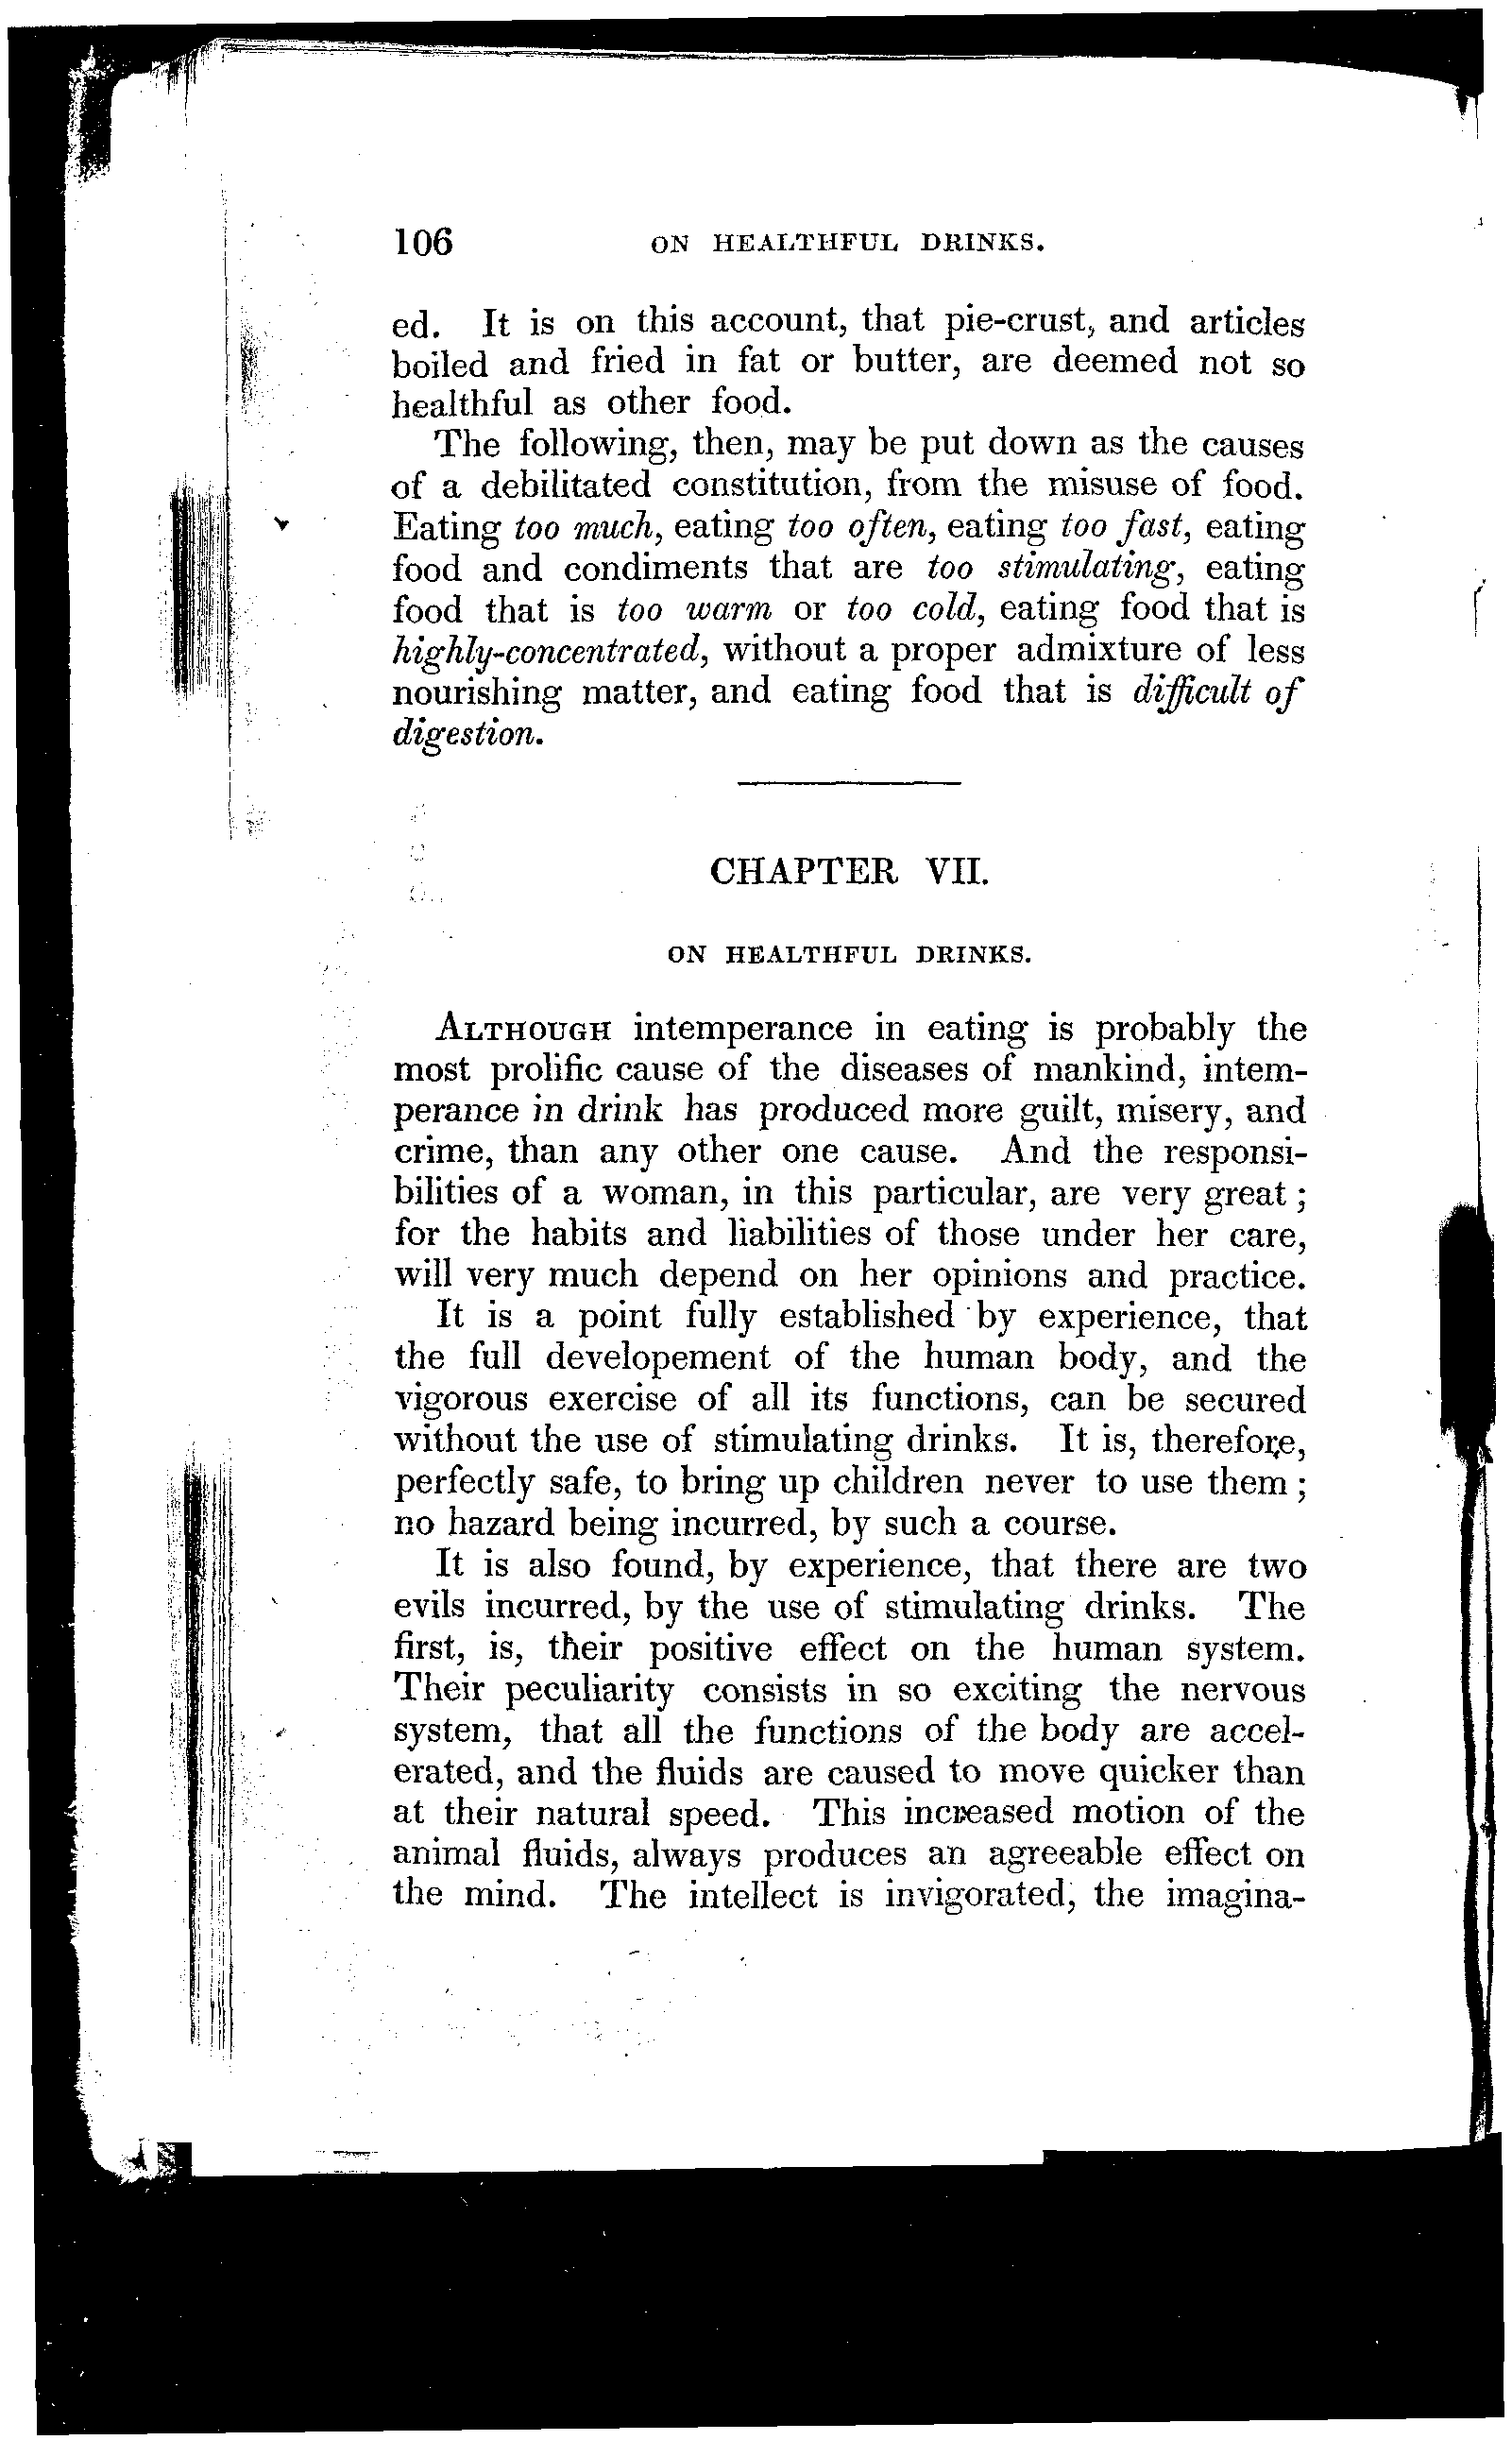 106 ON HEALTHFUL DRINKS.
ed. It is on this account, that pie-crust, and articles
boiled and fried in fat or butter, are deemed not so
healthful as other food.
The following, then, may be put down as the causes
of a debilitated constitution, from the misuse of food.
Eating too much, eating too often, eating too fast, eating
food and condiments that are too stimulating, eating
food that is too warm or too cold, eating food that is
highly-concentrated, without a proper admixture of less
nourishing matter, and eating food that is difficult of
digestion.
CHAPTER VII.
ON HEALTHFUL DRINKS.
ALTHOUGH intemperance in eating is probably the
most prolific cause of the diseases of mankind, intem-
perance in drink has produced more guilt, misery, and
crime, than any other one cause. And the responsi-
bilities of a woman, in this particular, are very great;
for the habits and liabilities of those under her care,
will very much depend on her opinions and practice.
It is a point fully established by experience, that
the full developement of the human body, and the
vigorous exercise of all its functions, can be secured
without the use of stimulating drinks. It is, therefore,
perfectly safe, to bring up children never to use them;
no hazard being incurred, by such a course.
It is also found, by experience, that there are two
evils incurred, by the use of stimulating drinks. The
first, is, their positive effect on the human system.
Their peculiarity consists in so exciting the nervous
system, that all the functions of the body are accel-
erated, and the fluids are caused to move quicker than
at their natural speed. This increased motion of the
animal fluids, always produces an agreeable effect on
the mind. The intellect is invigorated, the imagina-